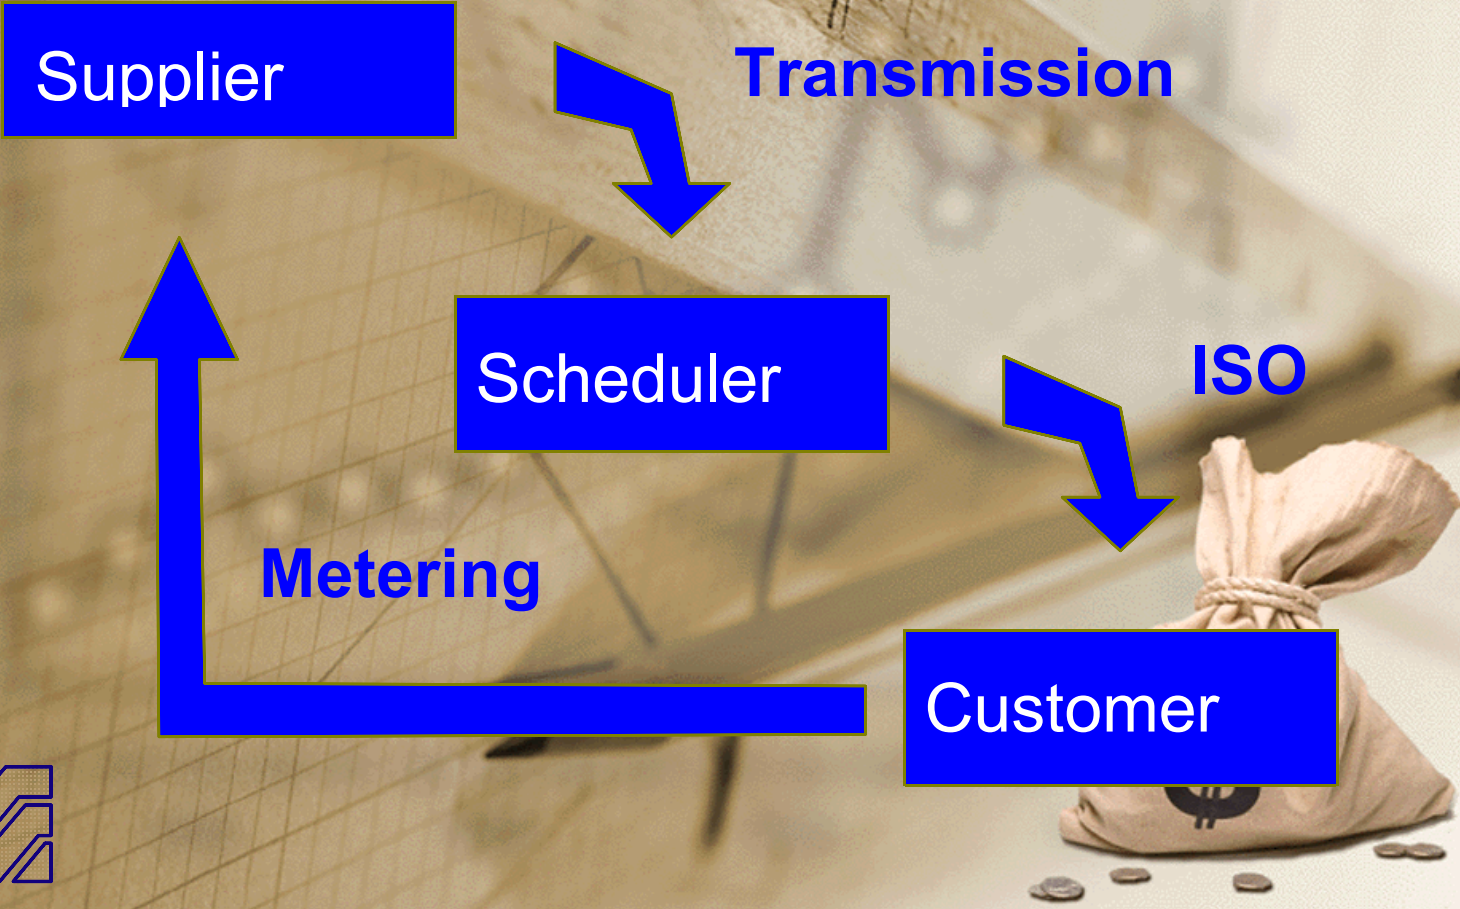 Supplier
Transmission
Scheduler
ISO
Metering
Customer
$